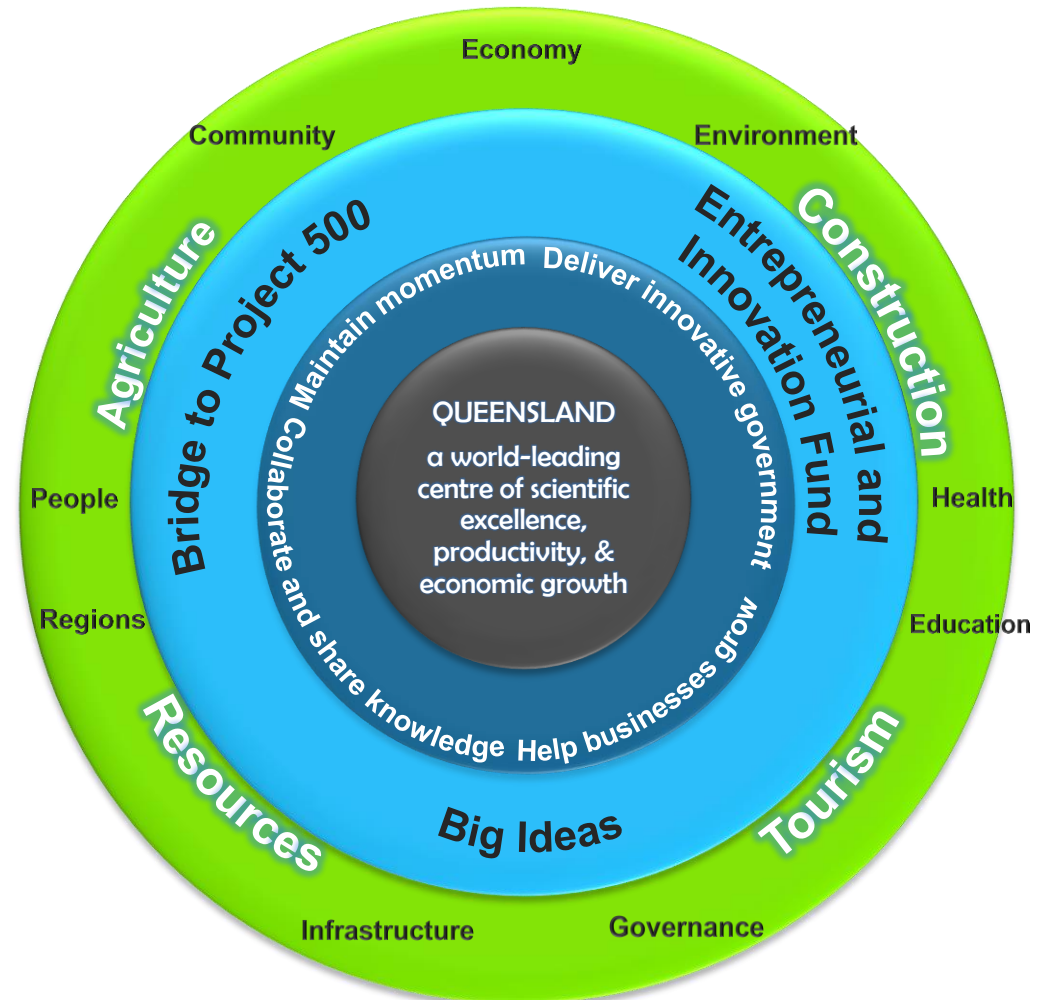 Economy
Community
Environment
Agriculture
Construction
People
Health
Regions
Education
Resources
Tourism
Infrastructure
Governance
Bridge to Project 500
Entrepreneurial and
Innovation Fund
Big Ideas
Maintain momentum
Deliver innovative government
Collaborate and share knowledge
Help businesses grow
QUEENSLAND
a world-leading
centre of scientific
excellence,
productivity, &
economic growth